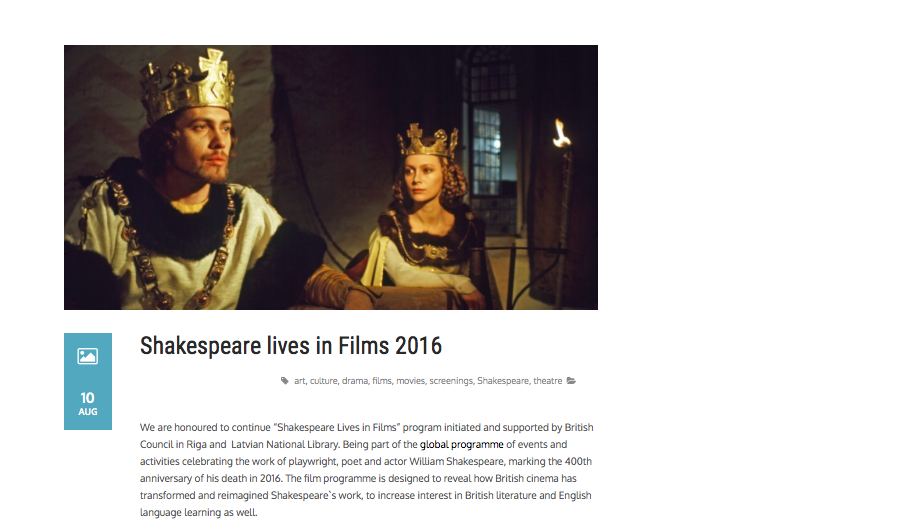 Shakespeare lives in Films 2016
10
AUG
art, culture, drama, films, movies, screenings, Shakespeare, theatre
We are honoured to continue “Shakespeare Lives in Films” program initiated and supported by British
Council in Riga and Latvian National Library. Being part of the global programme of events and
activities celebrating the work of playwright, poet and actor William Shakespeare, marking the 400th
anniversary of his death in 2016. The film programme is designed to reveal how British cinema has
transformed and reimagined Shakespeare`s work, to increase interest in British literature and English
language learning as well.